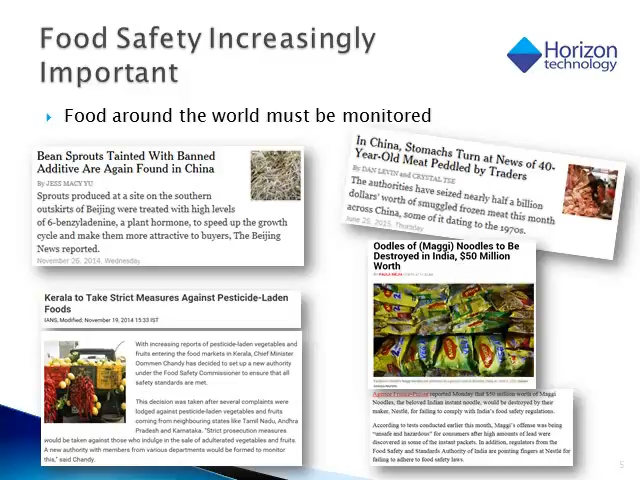 Food Safety Increasingly
Important
Horizon
technology
Food around the world must be monitored
Bean Sprouts Tainted With Banned
Additive Are Again Found in China
By JESS MACY YU
Sprouts produced at a site on the southern
outskirts of Beijing were treated with high levels
of 6-benzyladenine, a plant hormone, to speed up the growth
cycle and make them more attractive to buyers, The Beijing
News reported.
November 26, 2014, Wednesday
In China, Stomachs Turn at News of 40-
Year-Old Meat Peddled by Traders
By DAN LEVIN and CRYSTAL TSE
The authorities have seized nearly half a billion
dollars' worth of smuggled frozen meat this month
across China, some of it dating to the 1970s.
June 25, 2015, Thursday
Oodles of (Maggi) Noodles to Be
Destroyed in India, $50 Million
Worth
Kerala to Take Strict Measures Against Pesticide-Laden
Foods
IANS, Modified: November 19, 2014 15:33 IST
With increasing reports of pesticide-laden vegetables and
fruits entering the food markets in Kerala, Chief Minister
Oommen Chandy has decided to set up a new authority
under the Food Safety Commissioner to ensure that all
safety standards are met.
This decision was taken after several complaints were
lodged against pesticide-laden vegetables and fruits
coming from neighbouring states like Tamil Nadu, Andhra
Pradesh and Karnataka. "Strict prosecution measures
would be taken against those who indulge in the sale of adulterated vegetables and fruits.
A new authority with members from various departments would be formed to monitor
this," said Chandy.
reported Monday that $50 million worth of Maggi
Noodles, the beloved Indian instant noodle, would be destroyed by their
maker, Nestlé, for failing to comply with India's food safety regulations.
According to tests conducted earlier this month, Maggi's offense was being
"unsafe and hazardous" for consumers after high amounts of lead were
discovered in some of the instant packets. In addition, regulators from the
Food Safety and Standards Authority of India are pointing fingers at Nestlé for
failing to adhere to food safety laws.
5